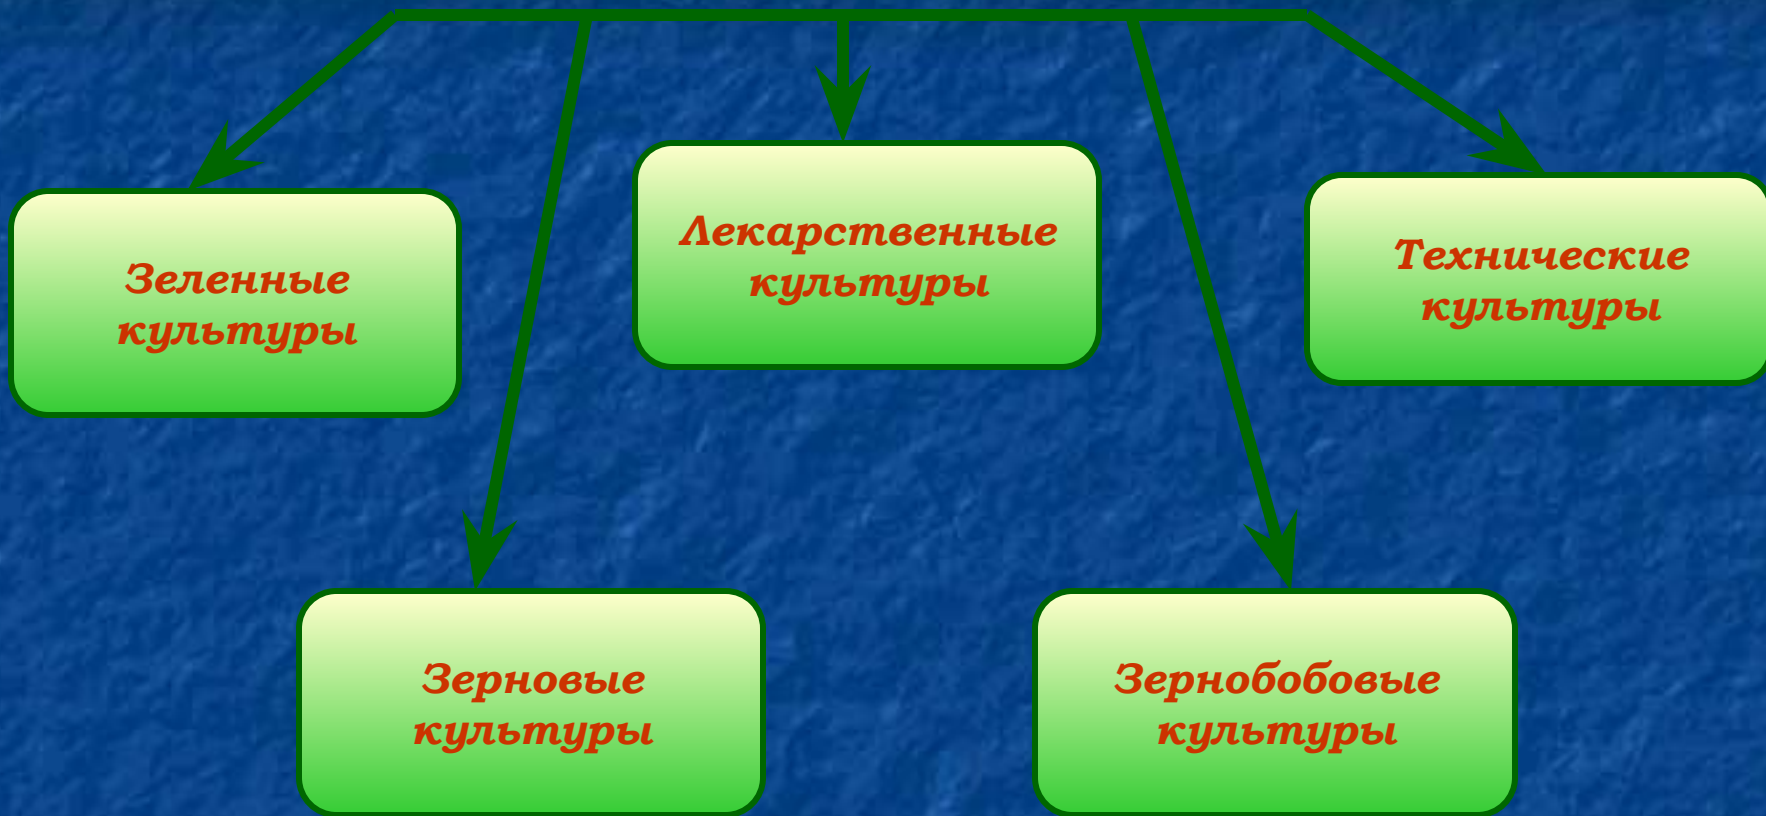 Зеленные
культуры
Лекарственные
культуры
Технические
культуры
Зерновые
культуры
Зернобобовые
культуры